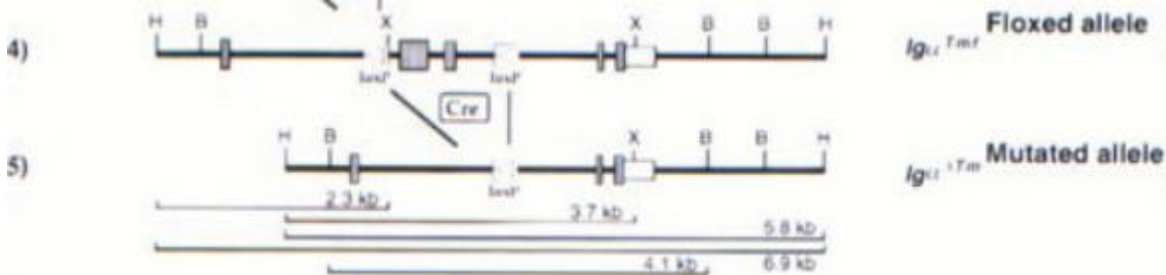 H B X X B B H Floxed allele
4)
loxP loxP
Cre
H B X B B H Mutated allele
5)
loxP
2.3 kb
3.7 kb
5.8 kb
6.9 kb
4.1 kb